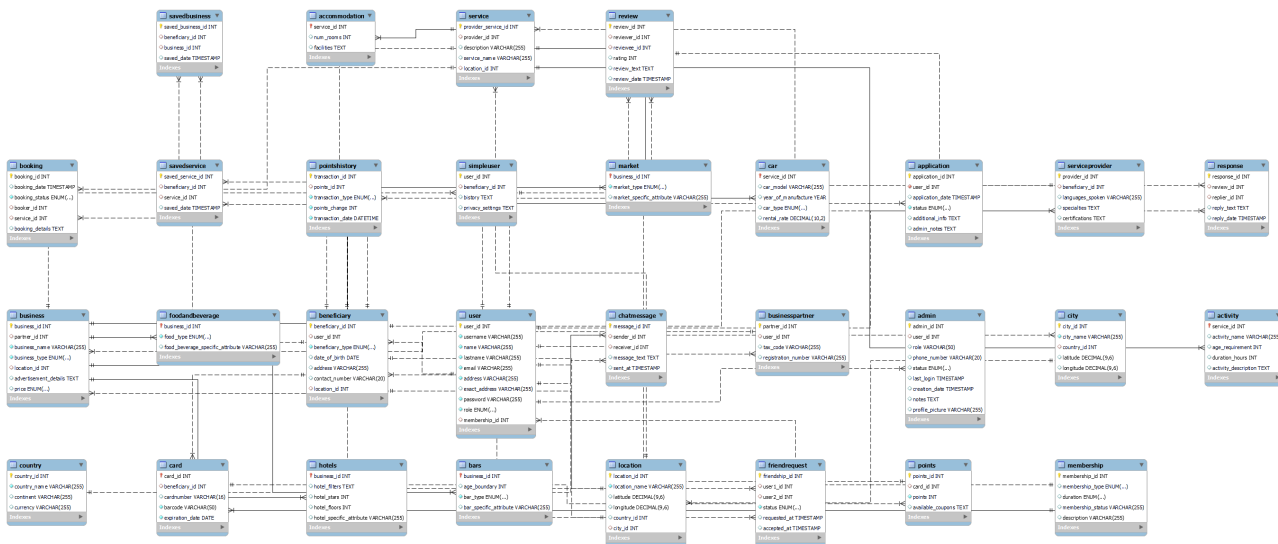 savedbusiness
saved_business_id INT
beneficiary_id INT
business_id INT
saved_date TIMESTAMP
Indexes
accommodation
service_id INT
num_rooms INT
facilities TEXT
Indexes
service
provider_service_id INT
provider_id INT
description VARCHAR(255)
service_name VARCHAR(255)
location_id INT
Indexes
review
review_id INT
reviewer_id INT
reviewee_id INT
rating INT
review_text TEXT
review_date TIMESTAMP
Indexes
booking
booking_id INT
booking_date TIMESTAMP
booking_status ENUM(...)
booker_id INT
service_id INT
booking_details TEXT
Indexes
savedservice
saved_service_id INT
beneficiary_id INT
service_id INT
saved_date TIMESTAMP
Indexes
pointshistory
transaction_id INT
points_id INT
transaction_type ENUM(...)
points_change INT
transaction_date DATETIME
Indexes
simpleuser
user_id INT
beneficiary_id INT
history TEXT
privacy_settings TEXT
Indexes
market
business_id INT
market_type ENUM(...)
market_specific_attribute VARCHAR(255)
Indexes
car
service_id INT
car_model VARCHAR(255)
year_of_manufacture YEAR
car_type ENUM(...)
rental_rate DECIMAL(10,2)
Indexes
application
application_id INT
user_id INT
application_date TIMESTAMP
status ENUM(...)
additional_info TEXT
admin_notes TEXT
Indexes
serviceprovider
provider_id INT
beneficiary_id INT
languages_spoken VARCHAR(255)
specialties TEXT
certifications TEXT
Indexes
response
response_id INT
review_id INT
replier_id INT
reply_text TEXT
reply_date TIMESTAMP
Indexes
business
business_id INT
partner_id INT
business_name VARCHAR(255)
business_type ENUM(...)
location_id INT
advertisement_details TEXT
price ENUM(...)
Indexes
foodandbeverage
business_id INT
food_type ENUM(...)
food_beverage_specific_attribute VARCHAR(255)
Indexes
beneficiary
beneficiary_id INT
user_id INT
beneficiary_type ENUM(...)
date_of_birth DATE
address VARCHAR(255)
contact_number VARCHAR(20)
location_id INT
Indexes
user
user_id INT
username VARCHAR(255)
name VARCHAR(255)
lastname VARCHAR(255)
email VARCHAR(255)
address VARCHAR(255)
exact_address VARCHAR(255)
password VARCHAR(255)
role ENUM(...)
membership_id INT
Indexes
chatmessage
message_id INT
sender_id INT
receiver_id INT
message_text TEXT
sent_at TIMESTAMP
Indexes
businesspartner
partner_id INT
user_id INT
tax_code VARCHAR(255)
registration_number VARCHAR(255)
Indexes
admin
admin_id INT
user_id INT
role VARCHAR(50)
phone_number VARCHAR(20)
status ENUM(...)
last_login TIMESTAMP
creation_date TIMESTAMP
notes TEXT
profile_picture VARCHAR(255)
Indexes
city
city_id INT
city_name VARCHAR(255)
country_id INT
latitude DECIMAL(9,6)
longitude DECIMAL(9,6)
Indexes
activity
service_id INT
activity_name VARCHAR(255)
age_requirement INT
duration_hours INT
activity_description TEXT
Indexes
country
country_id INT
country_name VARCHAR(255)
continent VARCHAR(255)
currency VARCHAR(255)
Indexes
card
card_id INT
beneficiary_id INT
cardnumber VARCHAR(16)
barcode VARCHAR(50)
expiration_date DATE
Indexes
hotels
business_id INT
hotel_filters TEXT
hotel_stars INT
hotel_floors INT
hotel_specific_attribute VARCHAR(255)
Indexes
bars
business_id INT
age_boundary INT
bar_type ENUM(...)
bar_specific_attribute VARCHAR(255)
Indexes
location
location_id INT
location_name VARCHAR(255)
latitude DECIMAL(9,6)
longitude DECIMAL(9,6)
country_id INT
city_id INT
Indexes
friendrequest
friendship_id INT
user1_id INT
user2_id INT
status ENUM(...)
requested_at TIMESTAMP
accepted_at TIMESTAMP
Indexes
points
points_id INT
card_id INT
points INT
available_coupons TEXT
Indexes
membership
membership_id INT
membership_type ENUM(...)
duration ENUM(...)
membership_status VARCHAR(255)
description VARCHAR(255)
Indexes